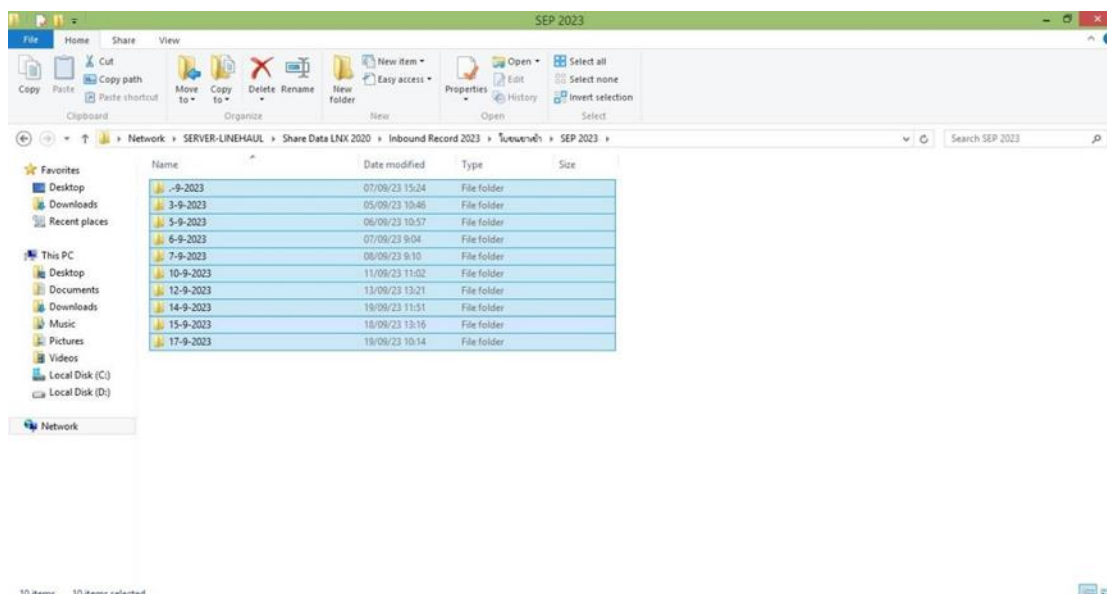 SEP 2023
File Home Share View
Copy
Paste
Cut
Copy path
Paste shortcut
Clipboard
Move to
Copy to
Delete
Rename
Organize
New folder
New item
Easy access
New
Properties
Open
Edit
History
Open
Select all
Select none
Invert selection
Select
Network SERVER-LINEHAUL Share Data LNX 2020 Inbound Record 2023 SEP 2023
Search SEP 2023
Favorites
Desktop
Downloads
Recent places
This PC
Desktop
Documents
Downloads
Music
Pictures
Videos
Local Disk (C:)
Local Disk (D:)
Network
Name Date modified Type Size
.-9-2023 07/09/23 15:24 File folder
3-9-2023 05/09/23 10:46 File folder
5-9-2023 06/09/23 10:57 File folder
6-9-2023 07/09/23 9:04 File folder
7-9-2023 08/09/23 9:10 File folder
10-9-2023 11/09/23 11:02 File folder
12-9-2023 13/09/23 13:21 File folder
14-9-2023 19/09/23 11:51 File folder
15-9-2023 18/09/23 13:16 File folder
17-9-2023 19/09/23 10:14 File folder
10 items 10 items selected